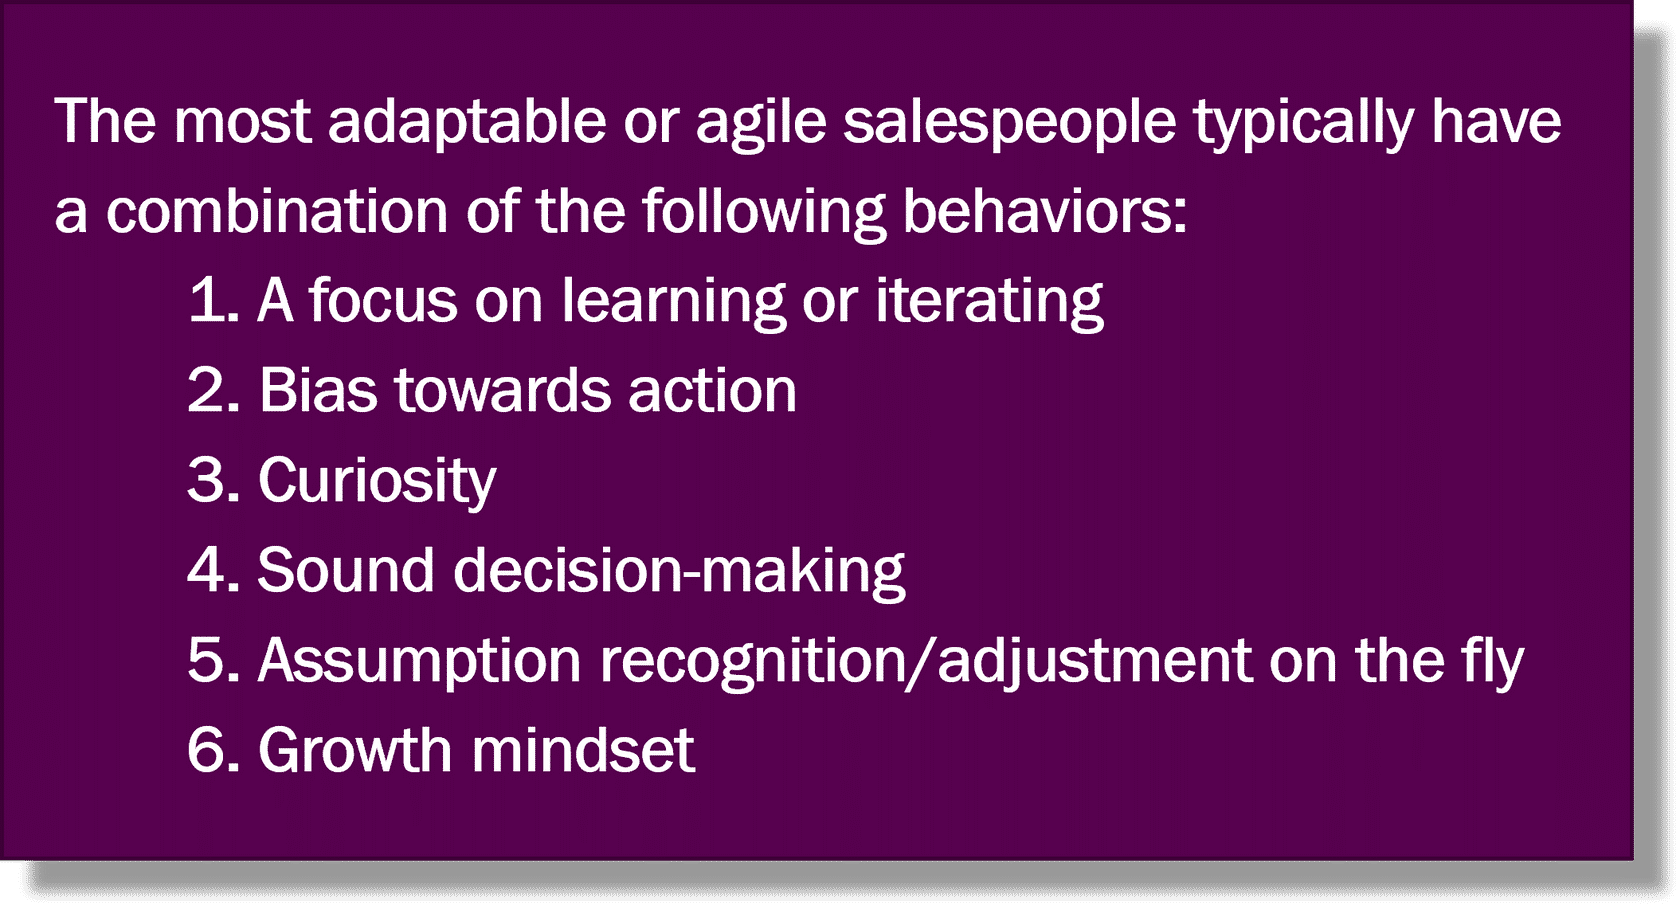 The most adaptable or agile salespeople typically have
a combination of the following behaviors:
1. A focus on learning or iterating
2. Bias towards action
3. Curiosity
4. Sound decision-making
5. Assumption recognition/adjustment on the fly
6. Growth mindset